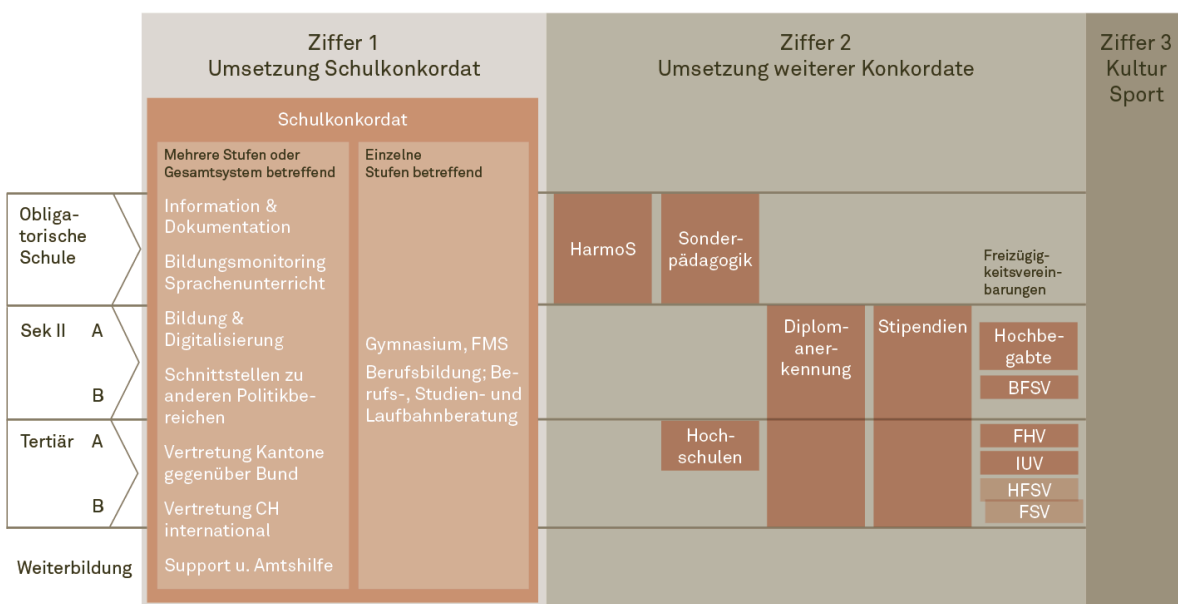 Ziffer 1
Umsetzung Schulkonkordat
Ziffer 2
Umsetzung weiterer Konkordate
Ziffer 3
Kultur
Sport
Schulkonkordat
Mehrere Stufen oder
Gesamtsystem betreffend
Einzelne
Stufen betreffend
Obliga-
torische
Schule
Sek II A
B
Tertiär A
B
Weiterbildung
Information &
Dokumentation
Bildungsmonitoring
Sprachenunterricht
Bildung &
Digitalisierung
Schnittstellen zu
anderen Politikbe-
reichen
Vertretung Kantone
gegenüber Bund
Vertretung CH
international
Support u. Amtshilfe
Gymnasium, FMS
Berufsbildung; Be-
rufs-, Studien- und
Laufbahnberatung
HarmoS
Sonder-
pädagogik
Hoch-
schulen
Diplom-
aner-
kennung
Stipendien
Freizügig-
keitsverein-
barungen
Hochbe-
gabte
BFSV
FHV
IUV
HFSV
FSV